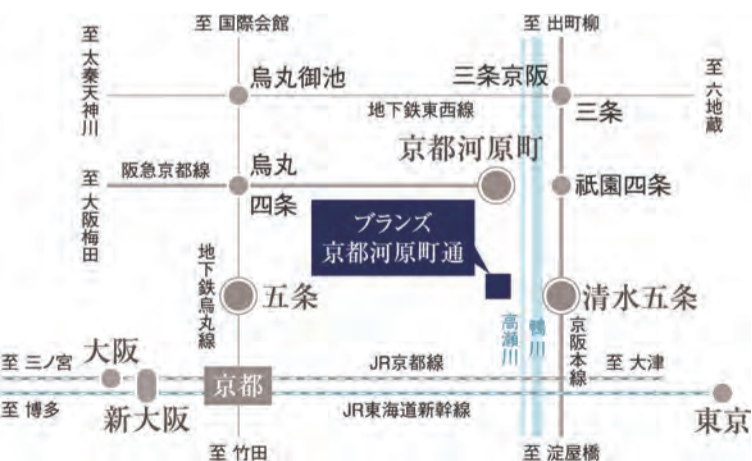 至 国際会館
至 出町柳
至 太秦天神川
烏丸御池
三条京阪
至 六地蔵
地下鉄東西線
三条
京都河原町
阪急京都線
烏丸
四条
祇園四条
至 大阪梅田
ブランズ
京都河原町通
地下鉄烏丸線
五条
清水五条
高瀬川
鴨川
京阪本線
至 三ノ宮
大阪
JR京都線
至 大津
京都
至 博多
新大阪
JR東海道新幹線
東京
至 竹田
至 淀屋橋